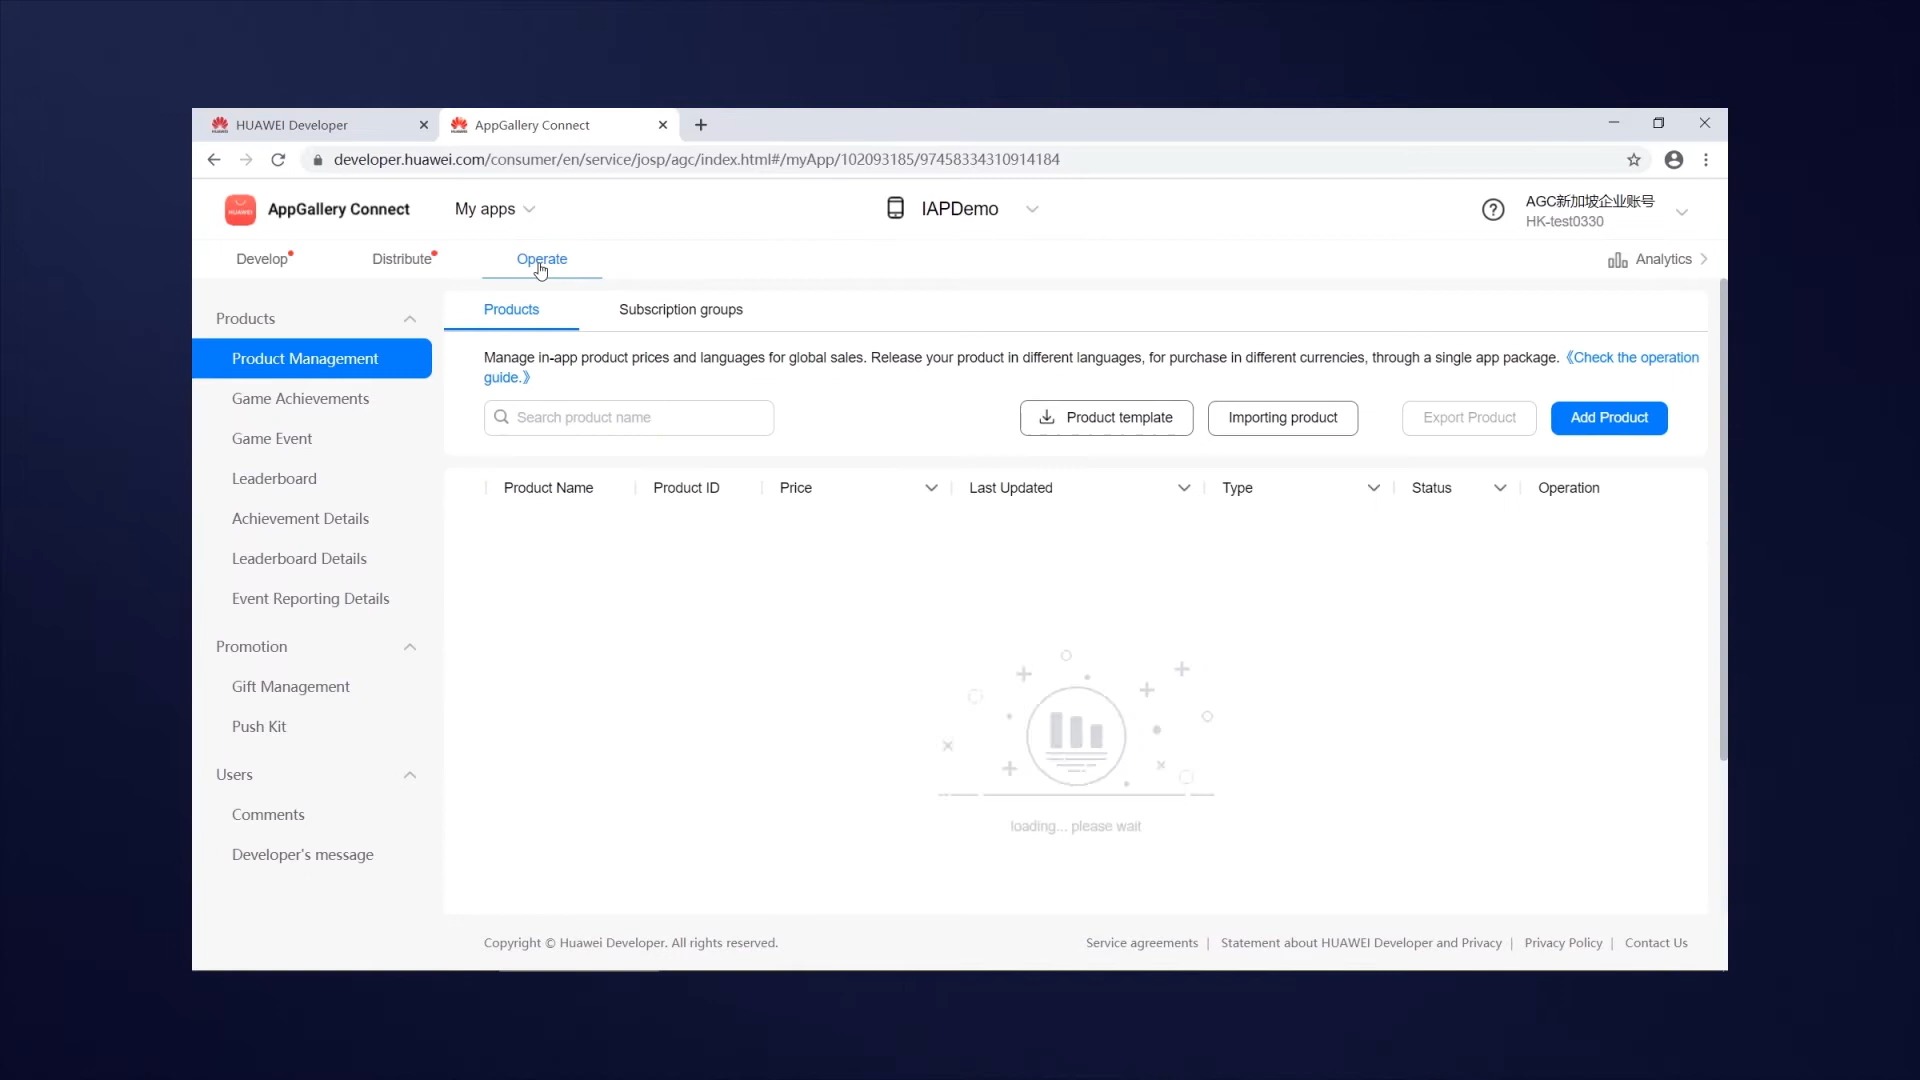 HUAWEI Developer
AppGallery Connect
developer.huawei.com/consumer/en/service/josp/agc/index.html#/myApp/102093185/97458334310914184
HUAWEI
AppGallery Connect
My apps
IAPDemo
AGC新加坡企业账号
HK-test0330
Develop
Distribute
Operate
Analytics
Products
Product Management
Game Achievements
Game Event
Leaderboard
Achievement Details
Leaderboard Details
Event Reporting Details
Promotion
Gift Management
Push Kit
Users
Comments
Developer's message
Products
Subscription groups
Manage in-app product prices and languages for global sales. Release your product in different languages, for purchase in different currencies, through a single app package. 《Check the operation
guide.》
Search product name
Product template
Importing product
Export Product
Add Product
Product Name
Product ID
Price
Last Updated
Type
Status
Operation
loading... please wait
Copyright © Huawei Developer. All rights reserved.
Service agreements | Statement about HUAWEI Developer and Privacy | Privacy Policy | Contact Us